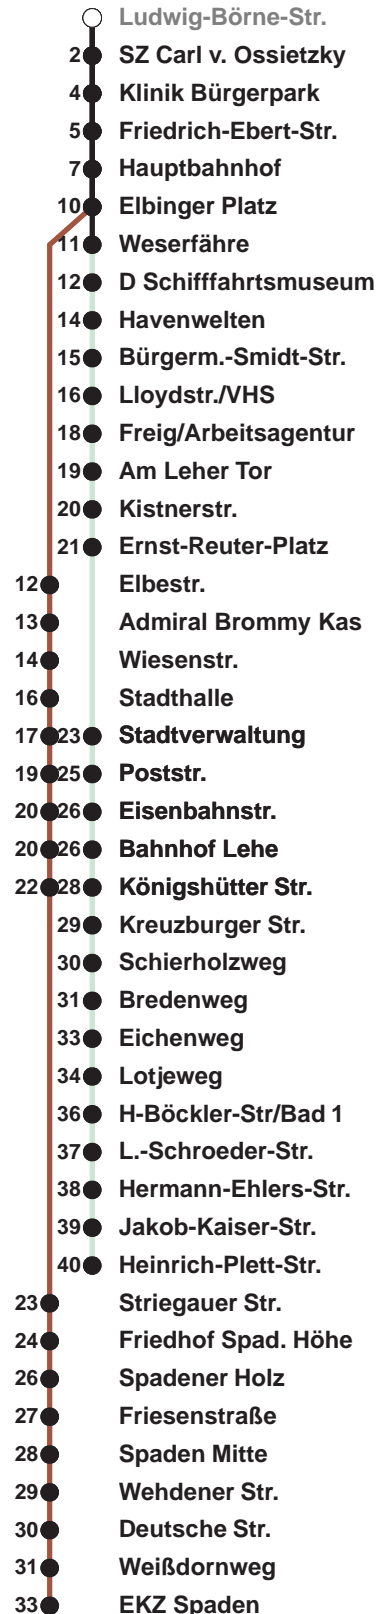 Ludwig-Börne-Str.
2 SZ Carl v. Ossietzky
4 Klinik Bürgerpark
5 Friedrich-Ebert-Str.
7 Hauptbahnhof
10 Elbinger Platz
11 Weserfähre
12 D Schifffahrtsmuseum
14 Havenwelten
15 Bürgerm.-Smidt-Str.
16 Lloydstr./VHS
18 Freig/Arbeitsagentur
19 Am Leher Tor
20 Kistnerstr.
21 Ernst-Reuter-Platz
12 Elbestr.
13 Admiral Brommy Kas
14 Wiesenstr.
16 Stadthalle
17 23 Stadtverwaltung
19 25 Poststr.
20 26 Eisenbahnstr.
20 26 Bahnhof Lehe
22 28 Königshütter Str.
29 Kreuzburger Str.
30 Schierholzweg
31 Bredenweg
33 Eichenweg
34 Lotjeweg
36 H-Böckler-Str/Bad 1
37 L.-Schroeder-Str.
38 Hermann-Ehlers-Str.
39 Jakob-Kaiser-Str.
40 Heinrich-Plett-Str.
23 Striegauer Str.
24 Friedhof Spad. Höhe
26 Spadener Holz
27 Friesenstraße
28 Spaden Mitte
29 Wehdener Str.
30 Deutsche Str.
31 Weißdornweg
33 EKZ Spaden